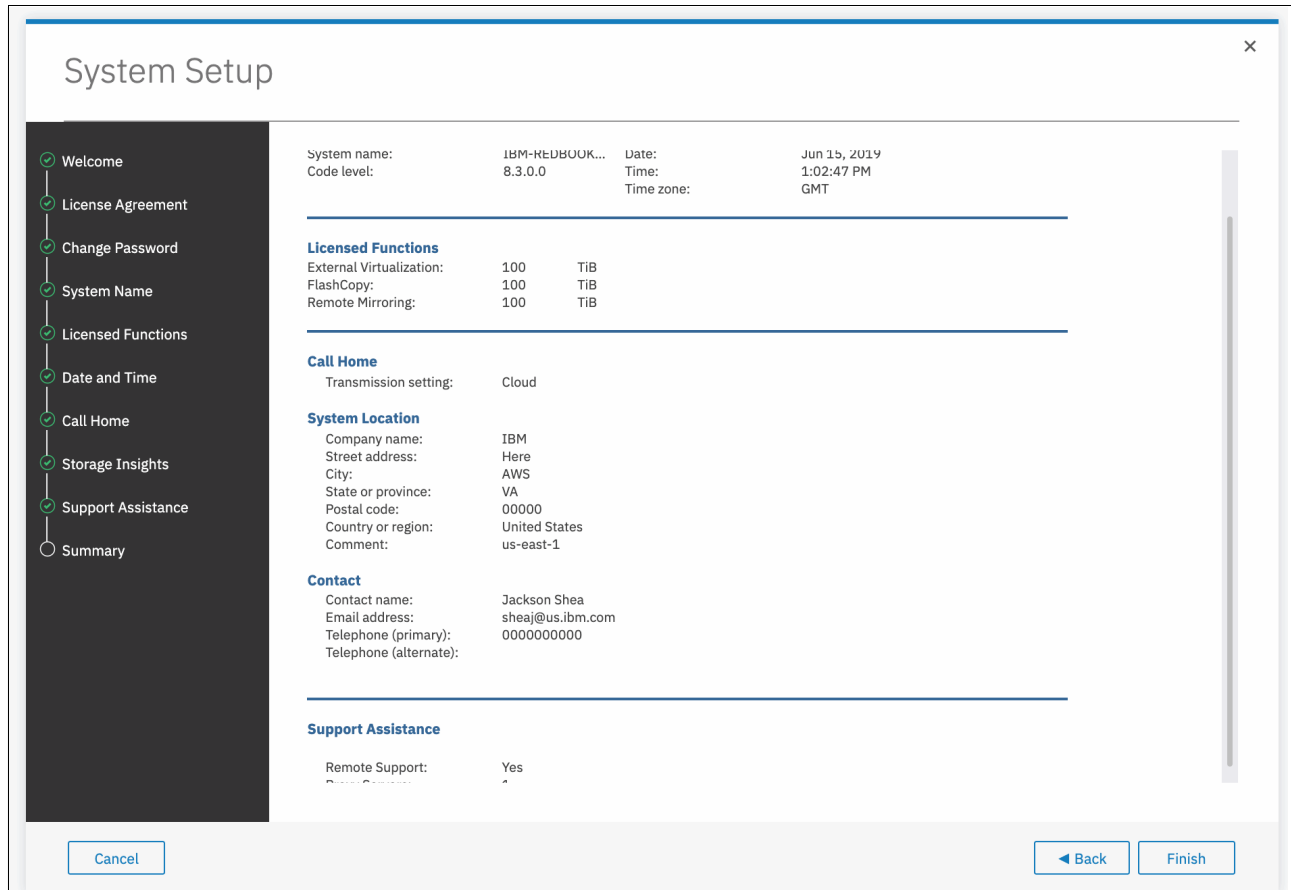 System Setup
Welcome
License Agreement
Change Password
System Name
Licensed Functions
Date and Time
Call Home
Storage Insights
Support Assistance
Summary
System name: IBM-REDBOOK... Date: Jun 15, 2019
Code level: 8.3.0.0 Time: 1:02:47 PM
Time zone: GMT
Licensed Functions
External Virtualization: 100 TiB
FlashCopy: 100 TiB
Remote Mirroring: 100 TiB
Call Home
Transmission setting: Cloud
System Location
Company name: IBM
Street address: Here
City: AWS
State or province: VA
Postal code: 00000
Country or region: United States
Comment: us-east-1
Contact
Contact name: Jackson Shea
Email address: sheaj@us.ibm.com
Telephone (primary): 0000000000
Telephone (alternate):
Support Assistance
Remote Support: Yes
Cancel
Back
Finish